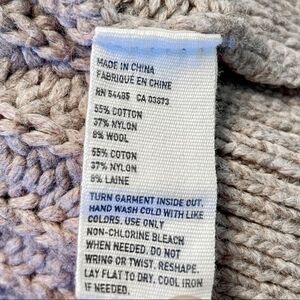 MADE IN CHINA
FABRIQUÉ EN CHINE
RN 54485 CA 03873
55% COTTON
37% NYLON
8% WOOL
55% COTON
37% NYLON
8% LAINE
TURN GARMENT INSIDE OUT.
HAND WASH COLD WITH LIKE
COLORS. USE ONLY
NON-CHLORINE BLEACH
WHEN NEEDED. DO NOT
WRING OR TWIST. RESHAPE.
LAY FLAT TO DRY. COOL IRON
IF NEEDED.